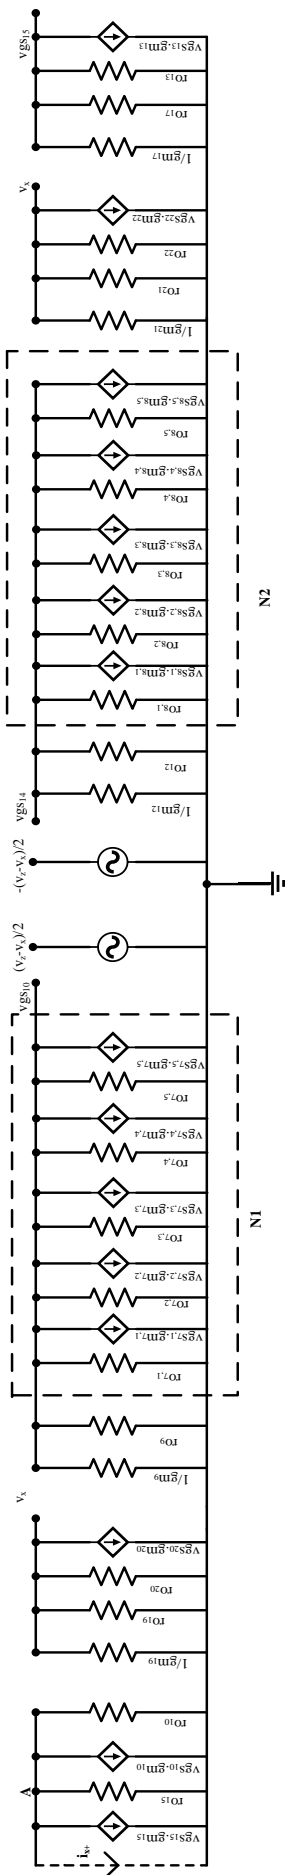 vgs₁₅
vgs₁₃.gm₁₃
ro₁₃
ro₁₇
1/gm₁₇
vₓ
vgs₂₂.gm₂₂
ro₂₂
ro₂₁
1/gm₂₁
vgs₈,₅.gm₈,₅
ro₈,₅
vgs₈,₄.gm₈,₄
ro₈,₄
vgs₈,₃.gm₈,₃
ro₈,₃
vgs₈,₂.gm₈,₂
ro₈,₂
vgs₈,₁.gm₈,₁
ro₈,₁
N2
ro₁₂
1/gm₁₂
vgs₁₄
-(v_z-vₓ)/2
(v_z-vₓ)/2
vgs₁₀
vgs₇,₅.gm₇,₅
ro₇,₅
vgs₇,₄.gm₇,₄
ro₇,₄
vgs₇,₃.gm₇,₃
ro₇,₃
vgs₇,₂.gm₇,₂
ro₇,₂
vgs₇,₁.gm₇,₁
ro₇,₁
N1
ro₉
1/gm₉
vₓ
vgs₂₀.gm₂₀
ro₂₀
ro₁₉
1/gm₁₉
ro₁₀
vgs₁₀.gm₁₀
A
ro₁₅
vgs₁₅.gm₁₅